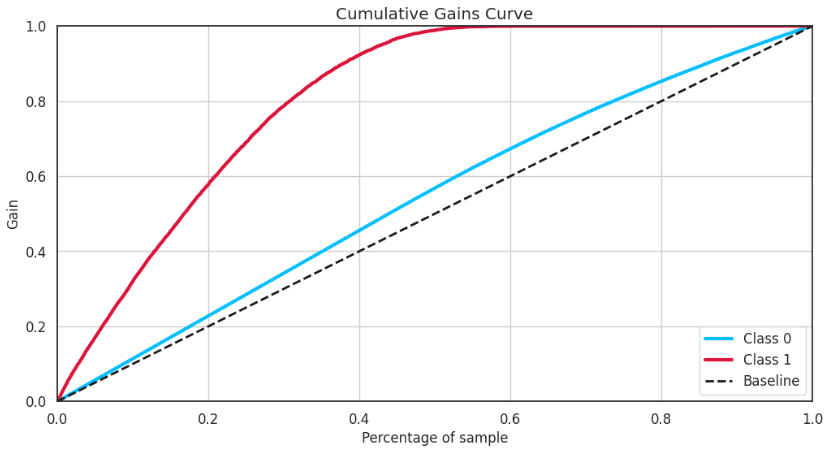 Cumulative Gains Curve
1.0
0.8
0.6
0.4
0.2
0.0
Gain
Class 0
Class 1
Baseline
0.0 0.2 0.4 0.6 0.8 1.0
Percentage of sample